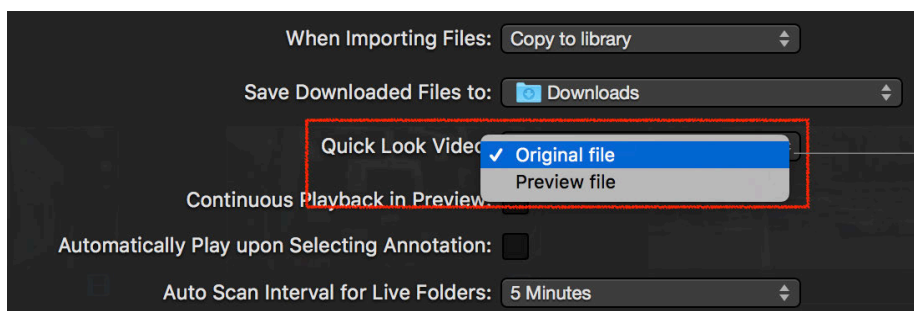 When Importing Files: Copy to library
Save Downloaded Files to: Downloads
Quick Look Video
✓ Original file
Preview file
Continuous Playback in Preview:
Automatically Play upon Selecting Annotation:
Auto Scan Interval for Live Folders: 5 Minutes